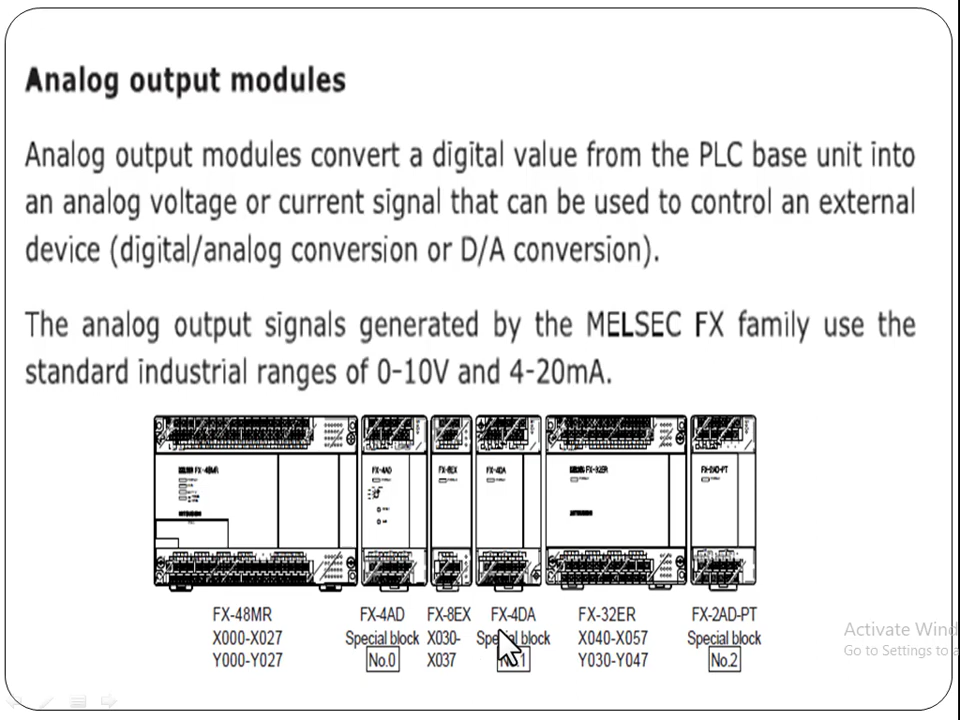 Analog output modules
Analog output modules convert a digital value from the PLC base unit into
an analog voltage or current signal that can be used to control an external
device (digital/analog conversion or D/A conversion).
The analog output signals generated by the MELSEC FX family use the
standard industrial ranges of 0-10V and 4-20mA.
FX-48MR
FX-4AD
FX-8EX
FX-4DA
FX-32ER
FX-2AD-PT
FX-48MR FX-4AD FX-8EX FX-4DA FX-32ER FX-2AD-PT
X000-X027 Special block X030- Special block X040-X057 Special block
Y000-Y027 No.0 X037 No.1 Y030-Y047 No.2
Activate Wind
Go to Settings to a